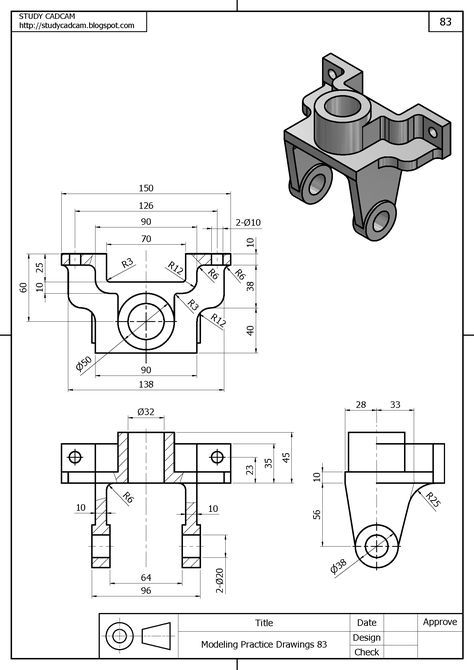 STUDY CADCAM
http://studycadcam.blogspot.com
83
150
126
90
2-Ø10
70
10
R3
R12
R6
R6
25
10
60
38
R3
R12
40
Ø50
90
138
Ø32
28
33
23
35
45
10
R6
10
10
56
R25
Ø38
64
96
2-Ø20
Title
Date
Approve
Modeling Practice Drawings 83
Design
Check